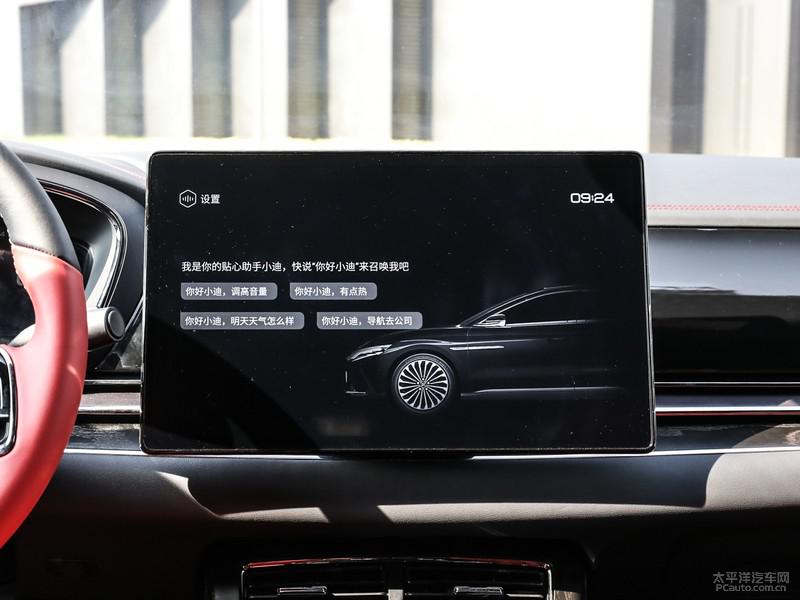 设置
09:24
我是你的贴心助手小迪，快说“你好小迪”来召唤我吧
你好小迪，调高音量
你好小迪，有点热
你好小迪，明天天气怎么样
你好小迪，导航去公司
太平洋汽车网
PCauto.com.cn